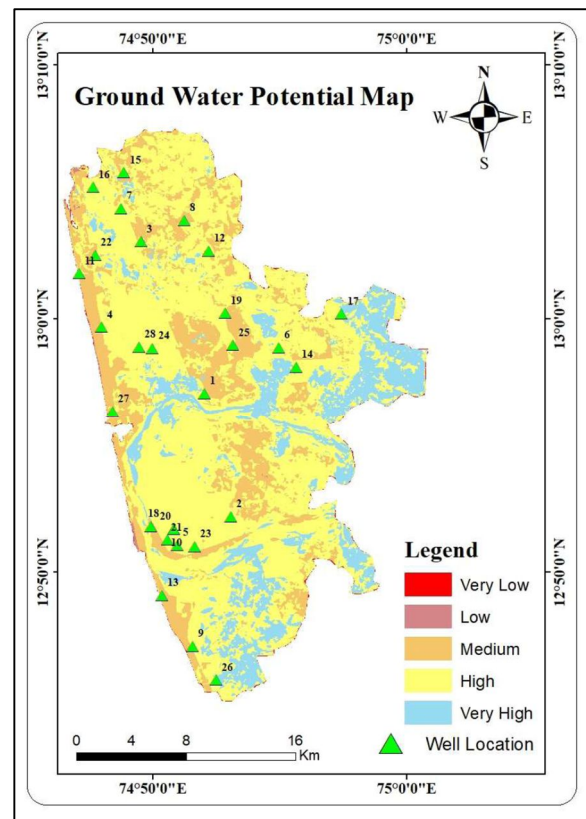 74°50'0"E
75°0'0"E
13°10'0"N
13°10'0"N
Ground Water Potential Map
N
W
E
S
15
16
7
8
3
12
22
11
19
17
4
13°0'0"N
13°0'0"N
28
24
25
6
14
1
27
2
18
20
21
5
10
23
12°50'0"N
12°50'0"N
13
9
26
Legend
Very Low
Low
Medium
High
Very High
Well Location
0
8
16
Km
74°50'0"E
75°0'0"E